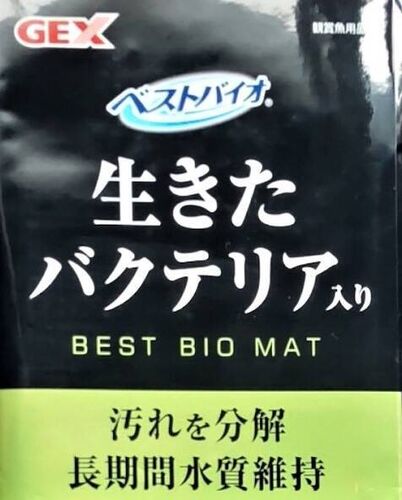 GEX
観賞魚用品
ベストバイオ®
生きた
バクテリア入り
BEST BIO MAT
汚れを分解
長期間水質維持